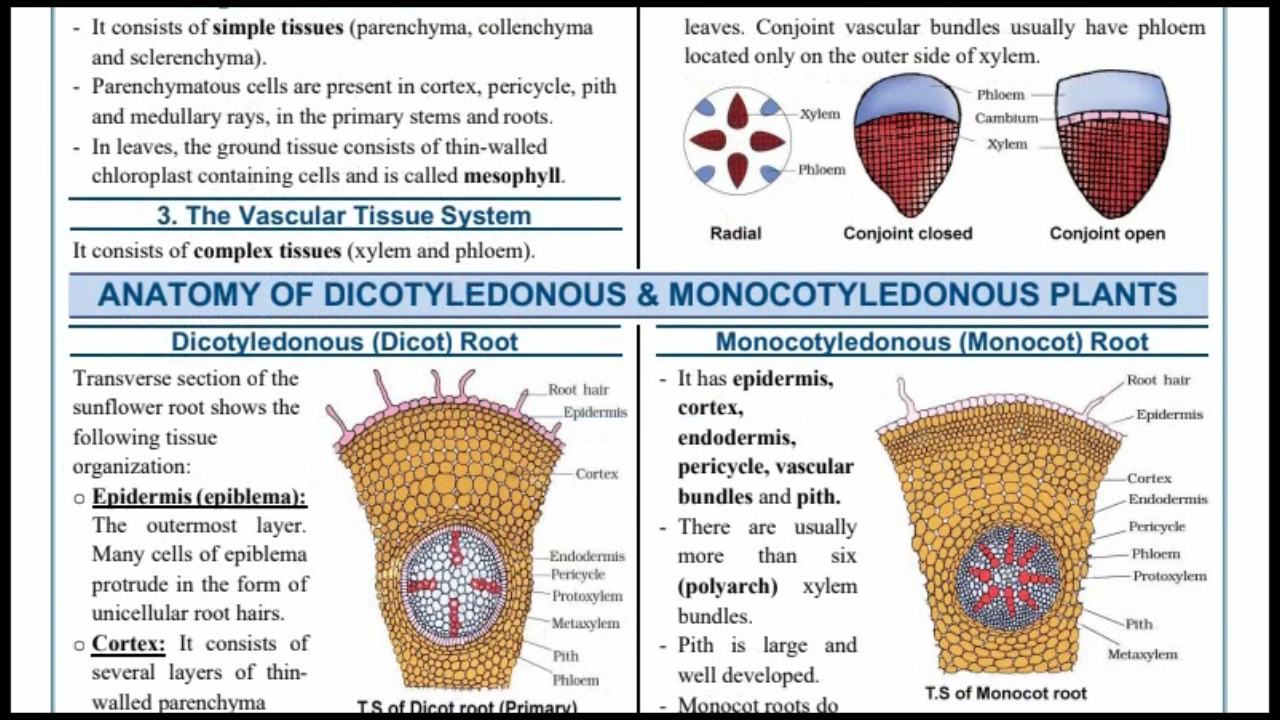 - It consists of simple tissues (parenchyma, collenchyma
and sclerenchyma).
- Parenchymatous cells are present in cortex, pericycle, pith
and medullary rays, in the primary stems and roots.
- In leaves, the ground tissue consists of thin-walled
chloroplast containing cells and is called mesophyll.
3. The Vascular Tissue System
It consists of complex tissues (xylem and phloem).
leaves. Conjoint vascular bundles usually have phloem
located only on the outer side of xylem.
Xylem
Phloem
Phloem
Cambium
Xylem
Radial
Conjoint closed
Conjoint open
ANATOMY OF DICOTYLEDONOUS & MONOCOTYLEDONOUS PLANTS
Dicotyledonous (Dicot) Root
Transverse section of the
sunflower root shows the
following tissue
organization:
o Epidermis (epiblema):
The outermost layer.
Many cells of epiblema
protrude in the form of
unicellular root hairs.
o Cortex: It consists of
several layers of thin-
walled parenchyma
Root hair
Epidermis
Cortex
Endodermis
Pericycle
Protoxylem
Metaxylem
Pith
Phloem
T.S of Dicot root (Primary)
Monocotyledonous (Monocot) Root
- It has epidermis,
cortex,
endodermis,
pericycle, vascular
bundles and pith.
- There are usually
more than six
(polyarch) xylem
bundles.
- Pith is large and
well developed.
- Monocot roots do
Root hair
Epidermis
Cortex
Endodermis
Pericycle
Phloem
Protoxylem
Pith
Metaxylem
T.S of Monocot root